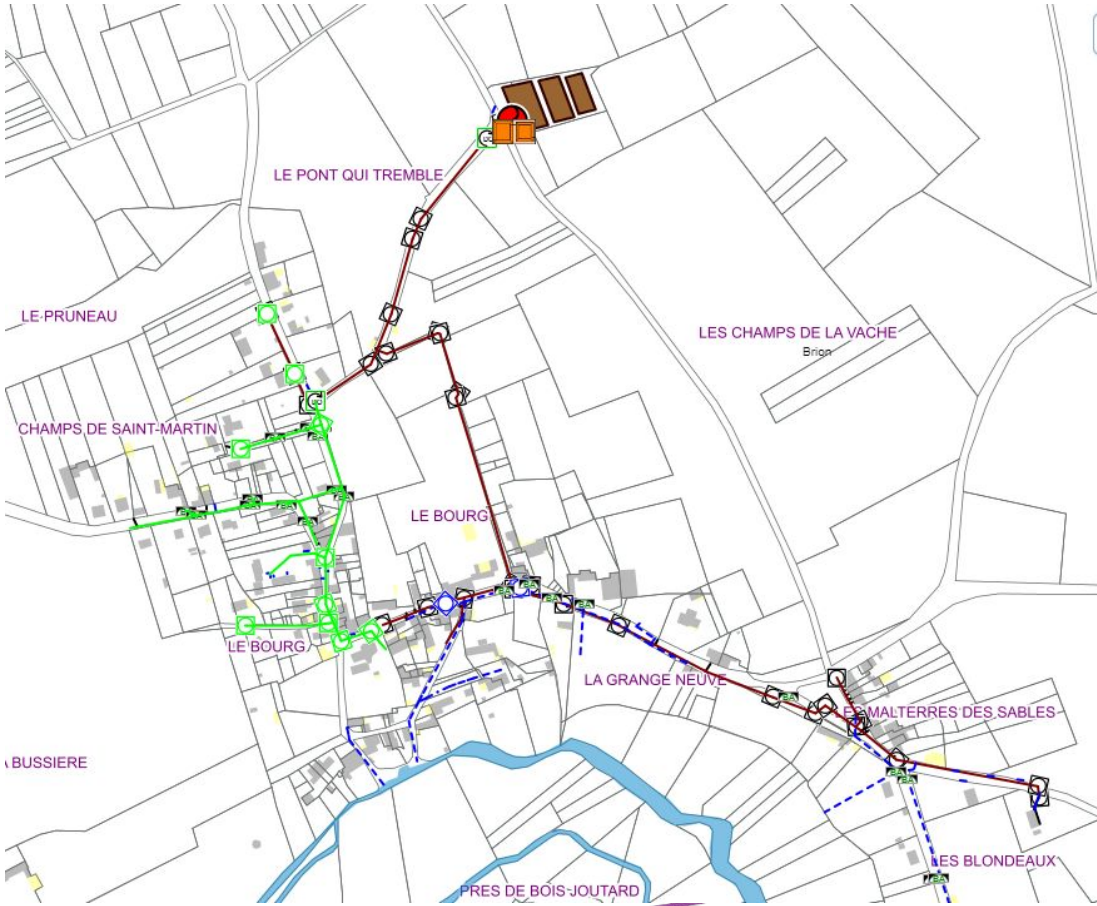 LE PONT QUI TREMBLE
LE PRUNEAU
LES CHAMPS DE LA VACHE
Brion
CHAMPS DE SAINT-MARTIN
LE BOURG
LE BOURG
LA GRANGE NEUVE
LES MALTERRES DES SABLES
A BUSSIERE
LES BLONDEAUX
PRES DE BOIS-JOUTARD